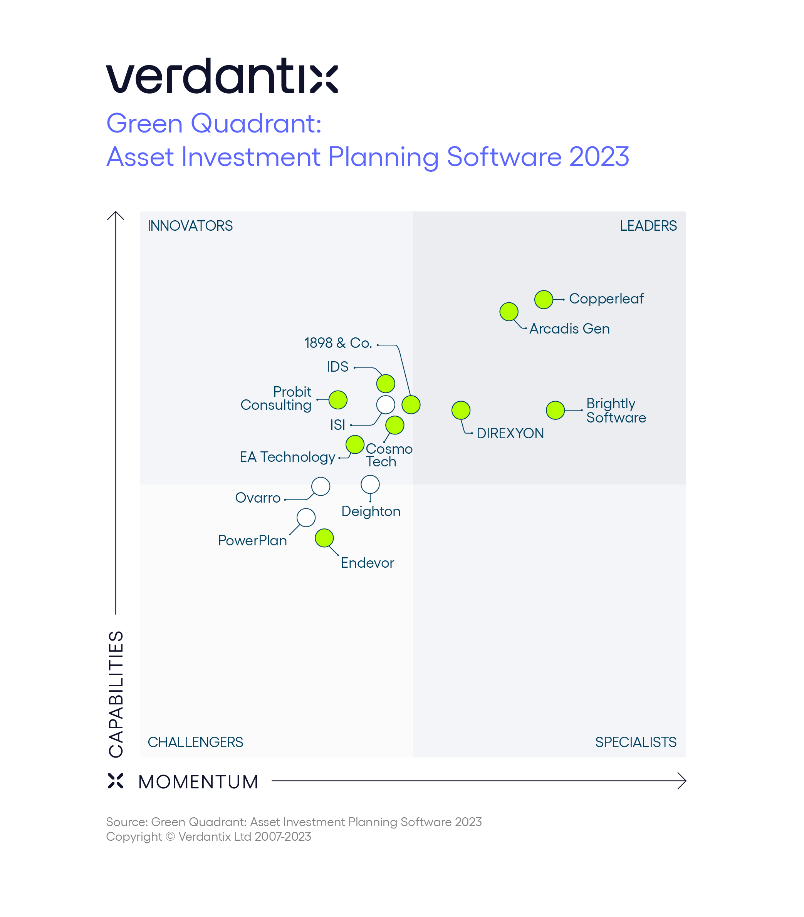 verdantix
Green Quadrant:
Asset Investment Planning Software 2023
INNOVATORS
LEADERS
Copperleaf
Arcadis Gen
1898 & Co.
IDS
Probit
Consulting
Brightly
Software
ISI
DIREXYON
Cosmo
Tech
EA Technology
Ovarro
Deighton
PowerPlan
Endevor
CAPABILITIES
CHALLENGERS
SPECIALISTS
MOMENTUM
Source: Green Quadrant: Asset Investment Planning Software 2023
Copyright © Verdantix Ltd 2007-2023